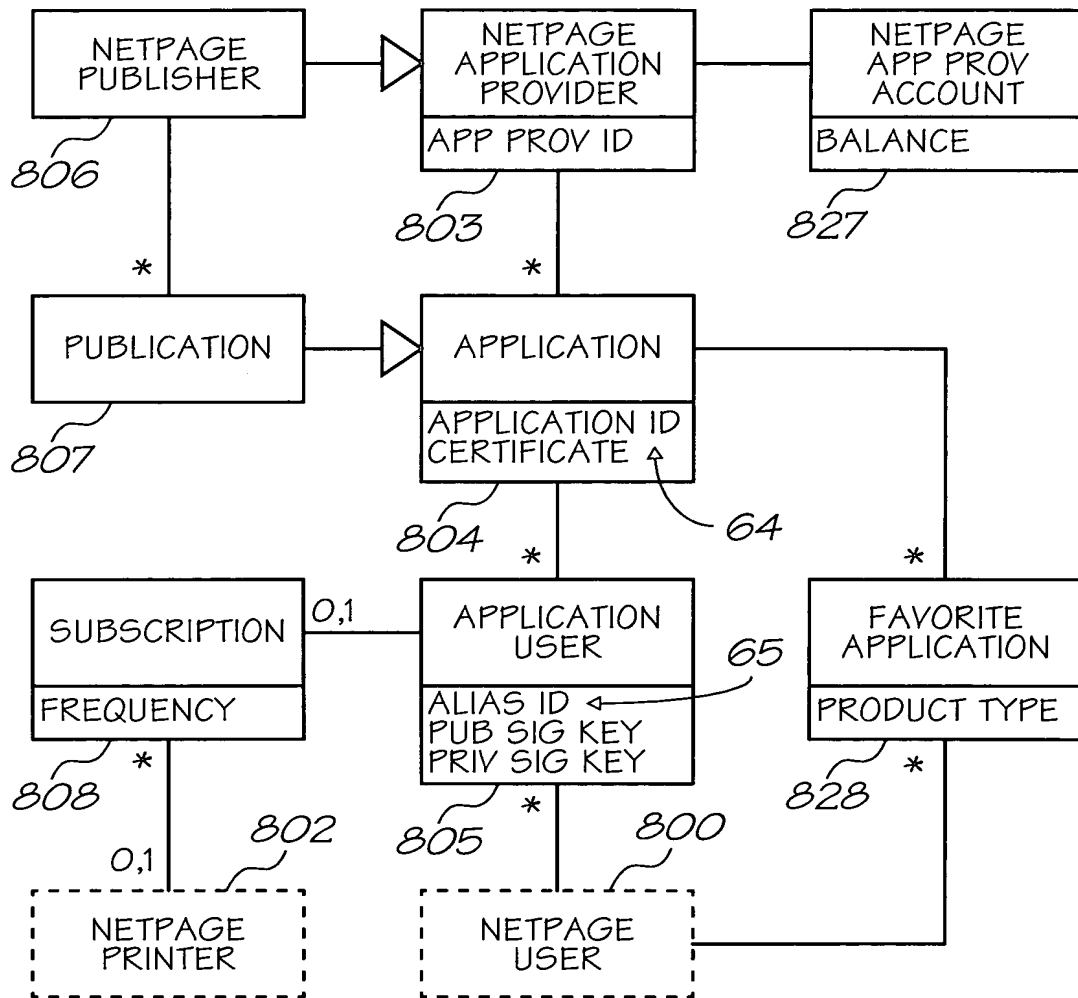 NETPAGE
PUBLISHER
806
*
NETPAGE
APPLICATION
PROVIDER
APP PROV ID
803
*
NETPAGE
APP PROV
ACCOUNT
BALANCE
827
PUBLICATION
807
APPLICATION
APPLICATION ID
CERTIFICATE
64
804
*
*
SUBSCRIPTION
FREQUENCY
808
*
0,1
0,1
APPLICATION
USER
ALIAS ID
PUB SIG KEY
PRIV SIG KEY
65
805
*
FAVORITE
APPLICATION
PRODUCT TYPE
828
*
802
NETPAGE
PRINTER
800
NETPAGE
USER